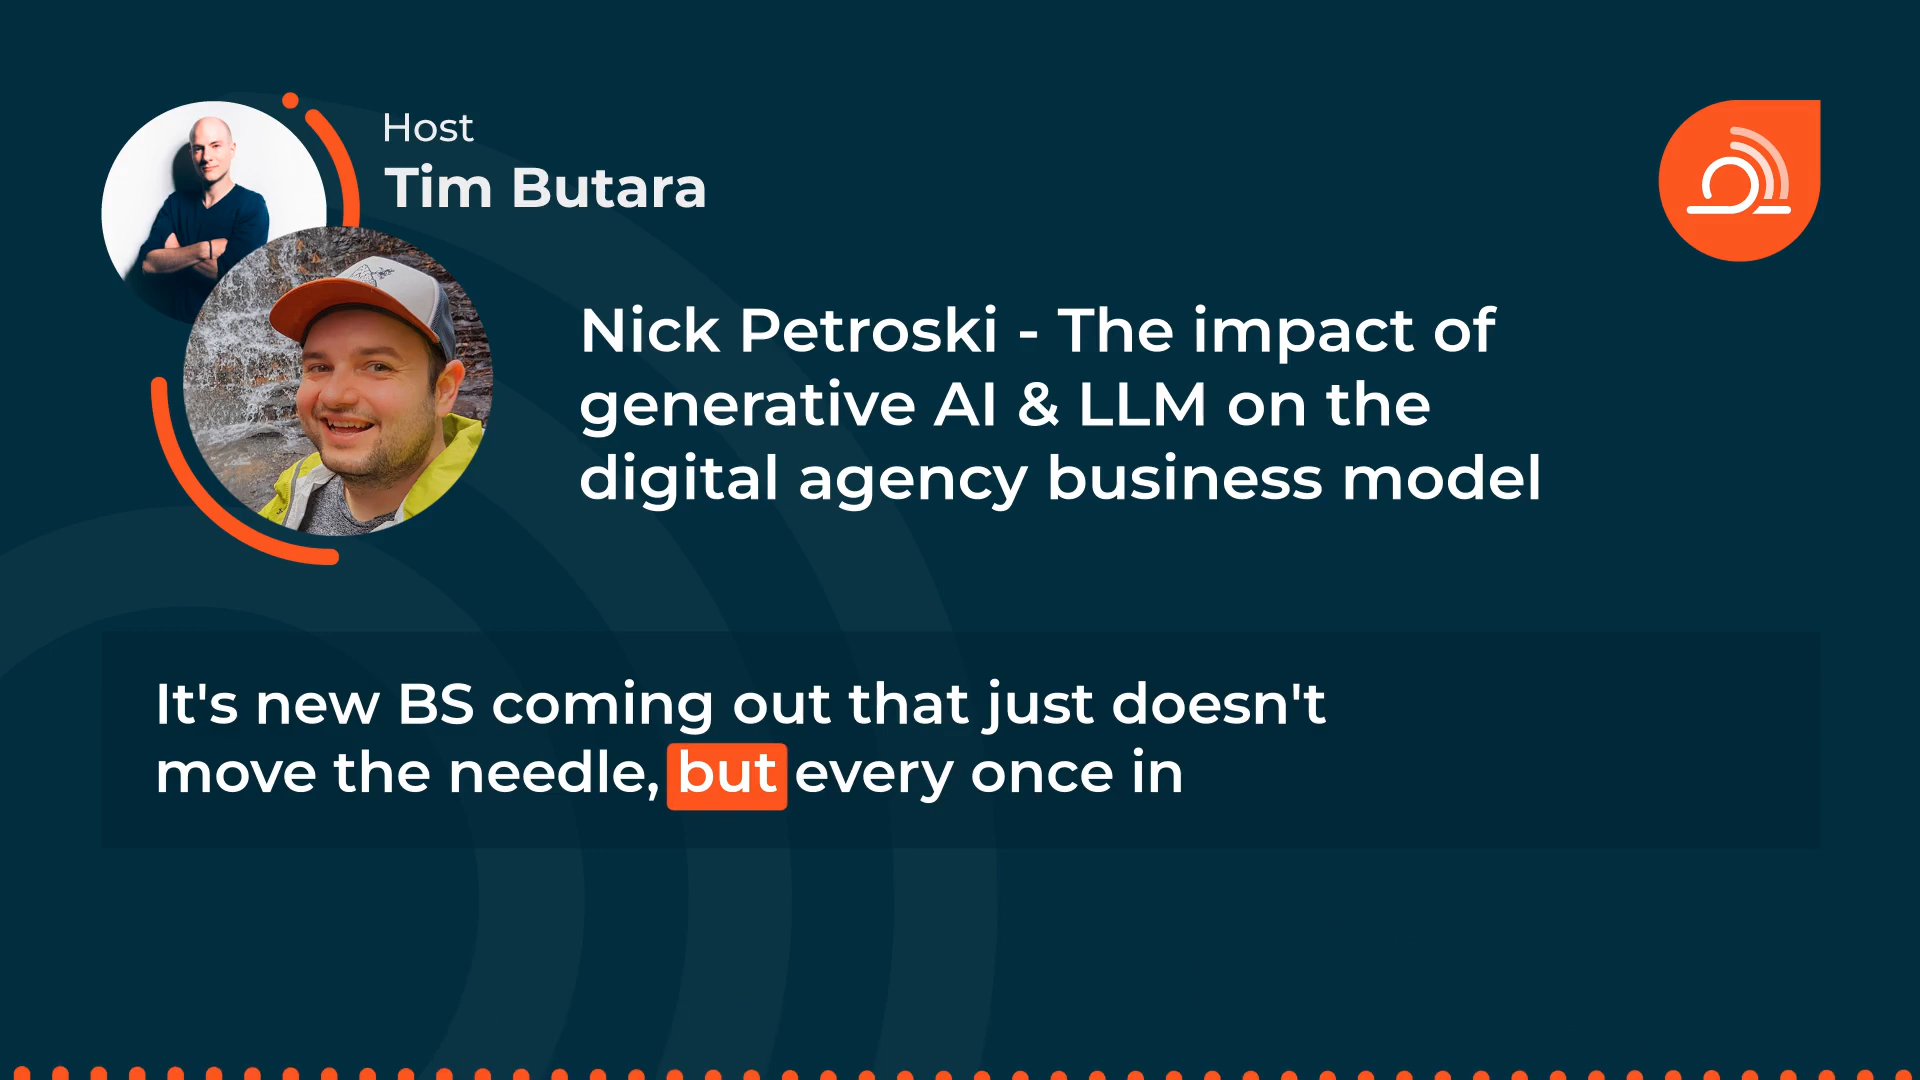 Host
Tim Butara
Nick Petroski - The impact of
generative AI & LLM on the
digital agency business model
It's new BS coming out that just doesn't
move the needle, but every once in